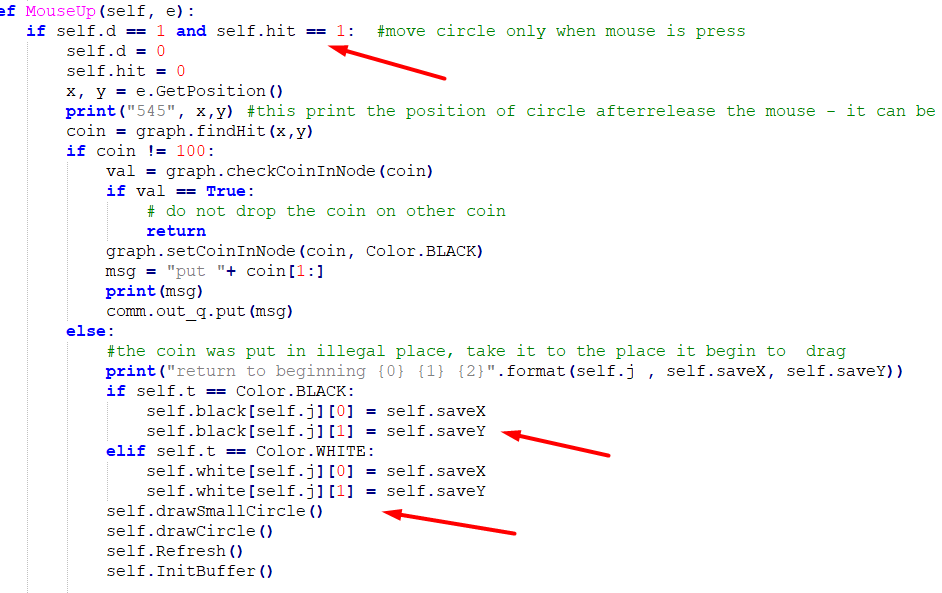 ef MouseUp(self, e):
if self.d == 1 and self.hit == 1:  #move circle only when mouse is press
self.d = 0
self.hit = 0
x, y = e.GetPosition()
print("545", x,y) #this print the position of circle afterrelease the mouse - it can be
coin = graph.findHit(x,y)
if coin != 100:
val = graph.checkCoinInNode(coin)
if val == True:
# do not drop the coin on other coin
return
graph.setCoinInNode(coin, Color.BLACK)
msg = "put "+ coin[1:]
print(msg)
comm.out_q.put(msg)
else:
#the coin was put in illegal place, take it to the place it begin to  drag
print("return to beginning {0} {1} {2}".format(self.j , self.saveX, self.saveY))
if self.t == Color.BLACK:
self.black[self.j][0] = self.saveX
self.black[self.j][1] = self.saveY
elif self.t == Color.WHITE:
self.white[self.j][0] = self.saveX
self.white[self.j][1] = self.saveY
self.drawSmallCircle()
self.drawCircle()
self.Refresh()
self.InitBuffer()